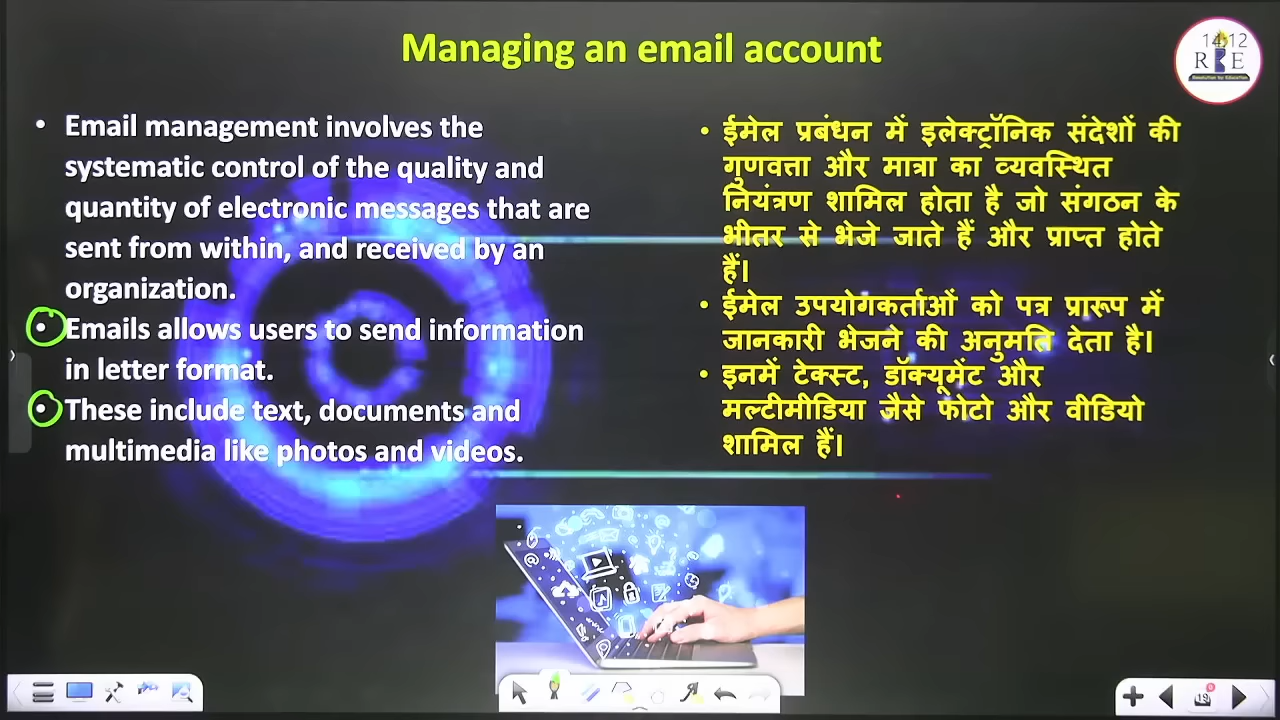 Managing an email account
14:12
R E
Revolution by Education
• Email management involves the
systematic control of the quality and
quantity of electronic messages that are
sent from within, and received by an
organization.
• Emails allows users to send information
in letter format.
• These include text, documents and
multimedia like photos and videos.
• ईमेल प्रबंधन में इलेक्ट्रॉनिक संदेशों की
गुणवत्ता और मात्रा का व्यवस्थित
नियंत्रण शामिल होता है जो संगठन के
भीतर से भेजे जाते हैं और प्राप्त होते
हैं।
• ईमेल उपयोगकर्ताओं को पत्र प्रारूप में
जानकारी भेजने की अनुमति देता है।
• इनमें टेक्स्ट, डॉक्यूमेंट और
मल्टीमीडिया जैसे फोटो और वीडियो
शामिल हैं।